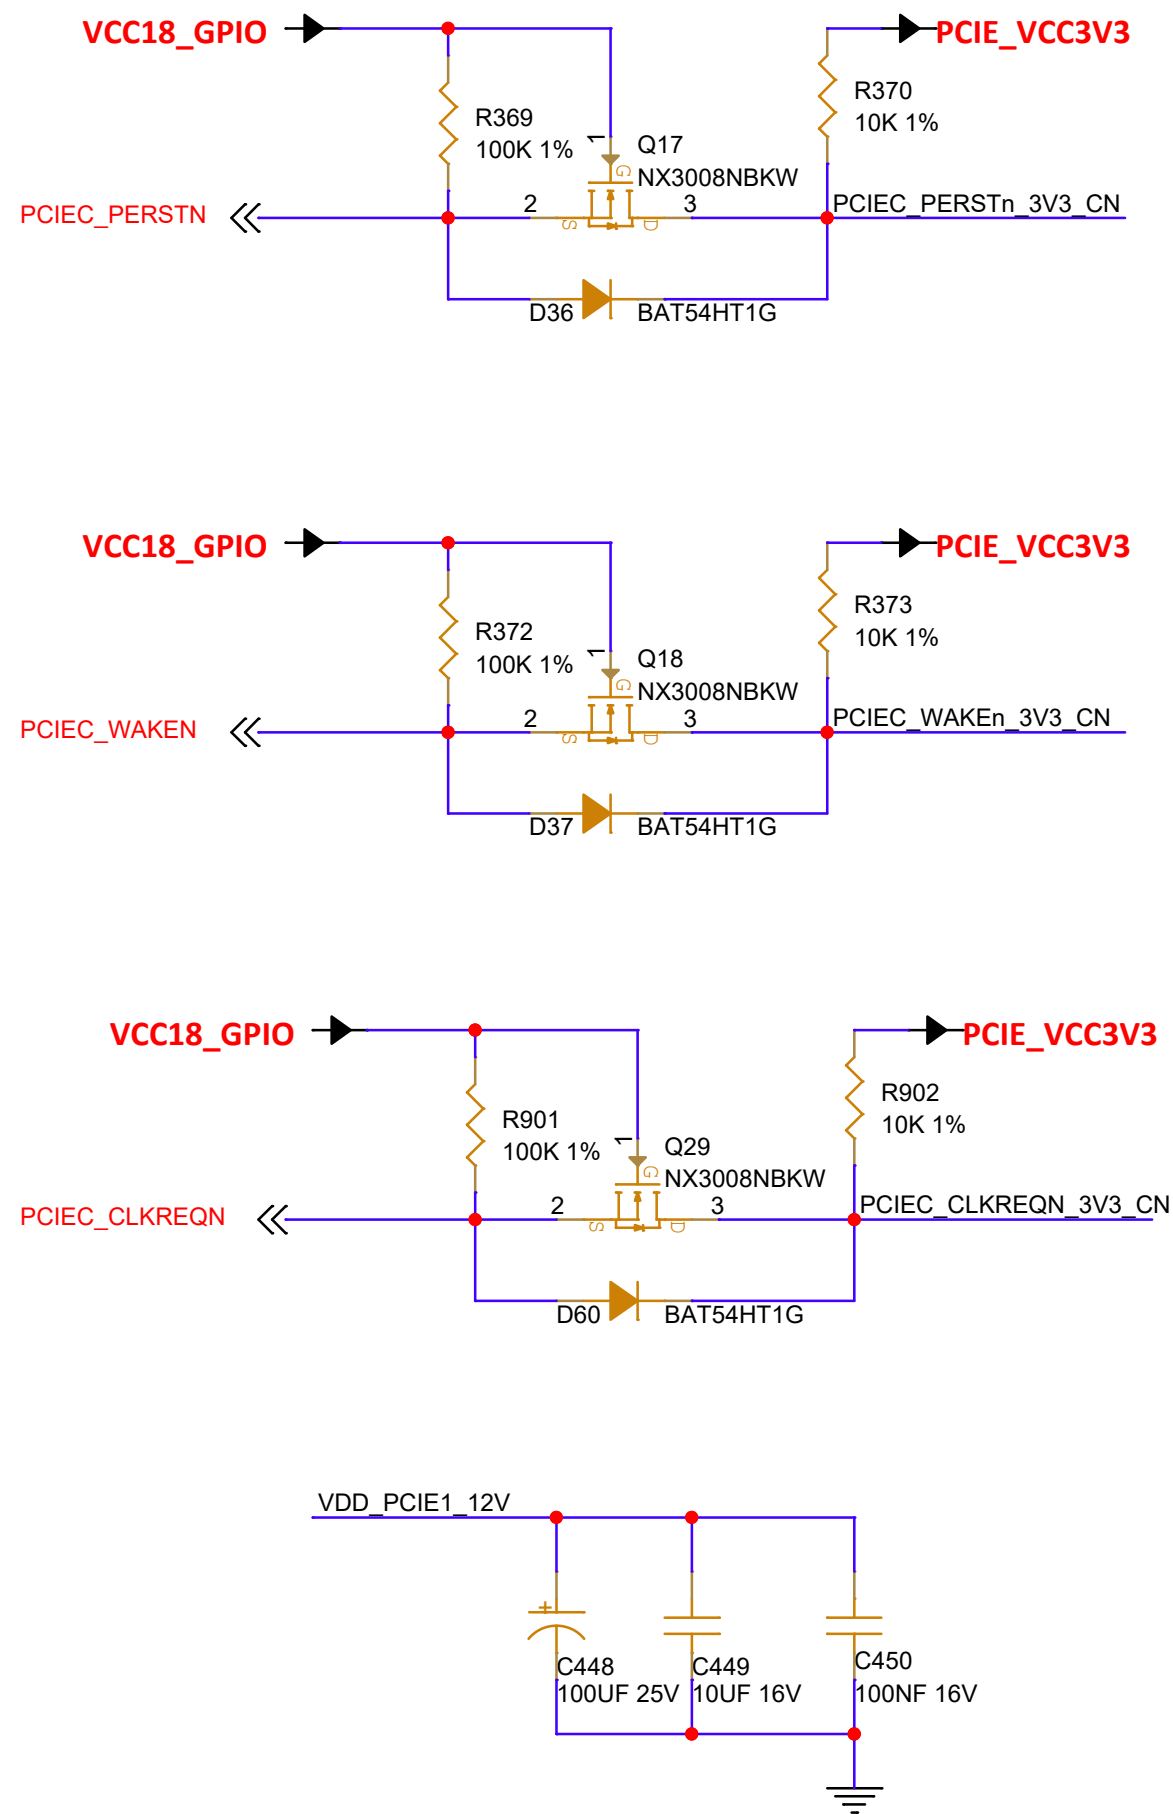 VCC18_GPIO
PCIE_VCC3V3
R369
100K 1%
R370
10K 1%
1
Q17
NX3008NBKW
G
PCIEC_PERSTN
2
3
S
D
PCIEC_PERSTn_3V3_CN
D36
BAT54HT1G
VCC18_GPIO
PCIE_VCC3V3
R372
100K 1%
R373
10K 1%
1
Q18
NX3008NBKW
G
PCIEC_WAKEN
2
3
S
D
PCIEC_WAKEn_3V3_CN
D37
BAT54HT1G
VCC18_GPIO
PCIE_VCC3V3
R901
100K 1%
R902
10K 1%
1
Q29
NX3008NBKW
G
PCIEC_CLKREQN
2
3
S
D
PCIEC_CLKREQN_3V3_CN
D60
BAT54HT1G
VDD_PCIE1_12V
+
C448
100UF 25V
C449
10UF 16V
C450
100NF 16V